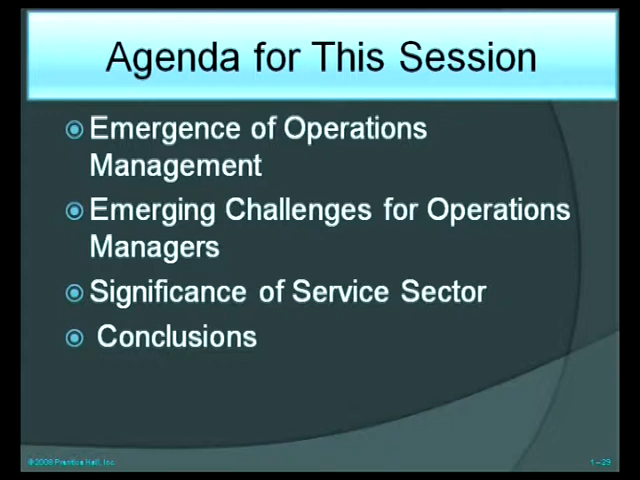 Agenda for This Session
Emergence of Operations
Management
Emerging Challenges for Operations
Managers
Significance of Service Sector
Conclusions
© 2008 Prentice Hall, Inc.
1 – 29